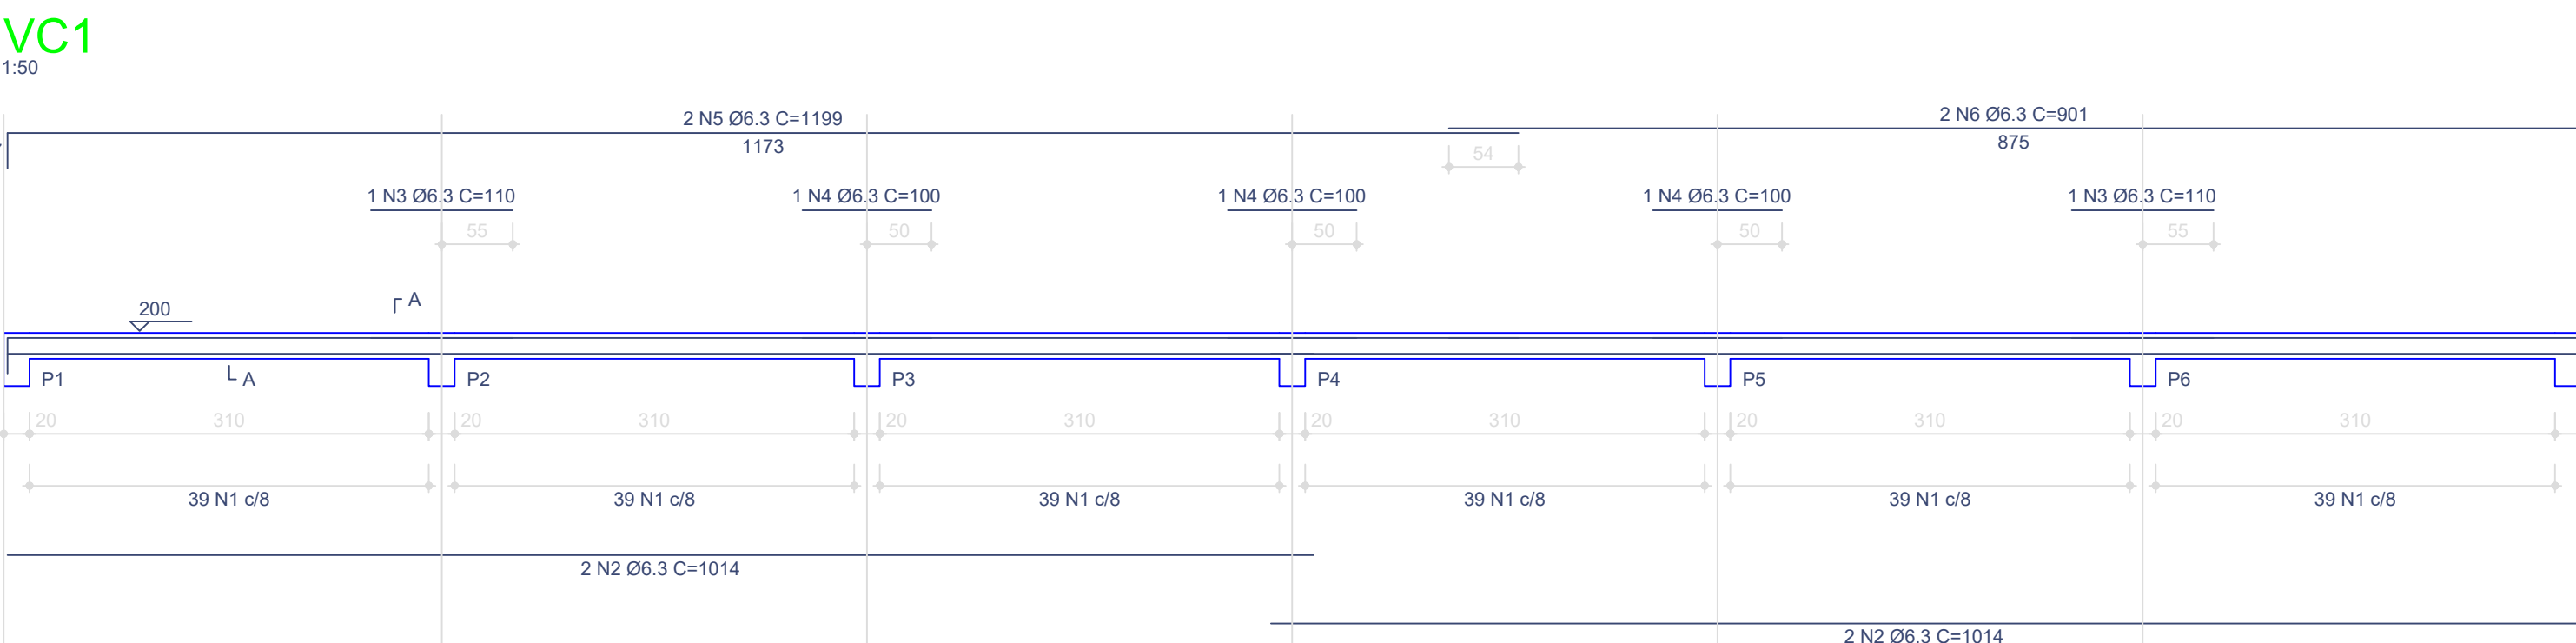 VC1
1:50
2 N5 Ø6.3 C=1199
2 N6 Ø6.3 C=901
1173
875
54
1 N3 Ø6.3 C=110
1 N4 Ø6.3 C=100
1 N4 Ø6.3 C=100
1 N4 Ø6.3 C=100
1 N3 Ø6.3 C=110
55
50
50
50
55
A
200
P1
A
P2
P3
P4
P5
P6
20
310
20
310
20
310
20
310
20
310
20
310
39 N1 c/8
39 N1 c/8
39 N1 c/8
39 N1 c/8
39 N1 c/8
39 N1 c/8
2 N2 Ø6.3 C=1014
2 N2 Ø6.3 C=1014